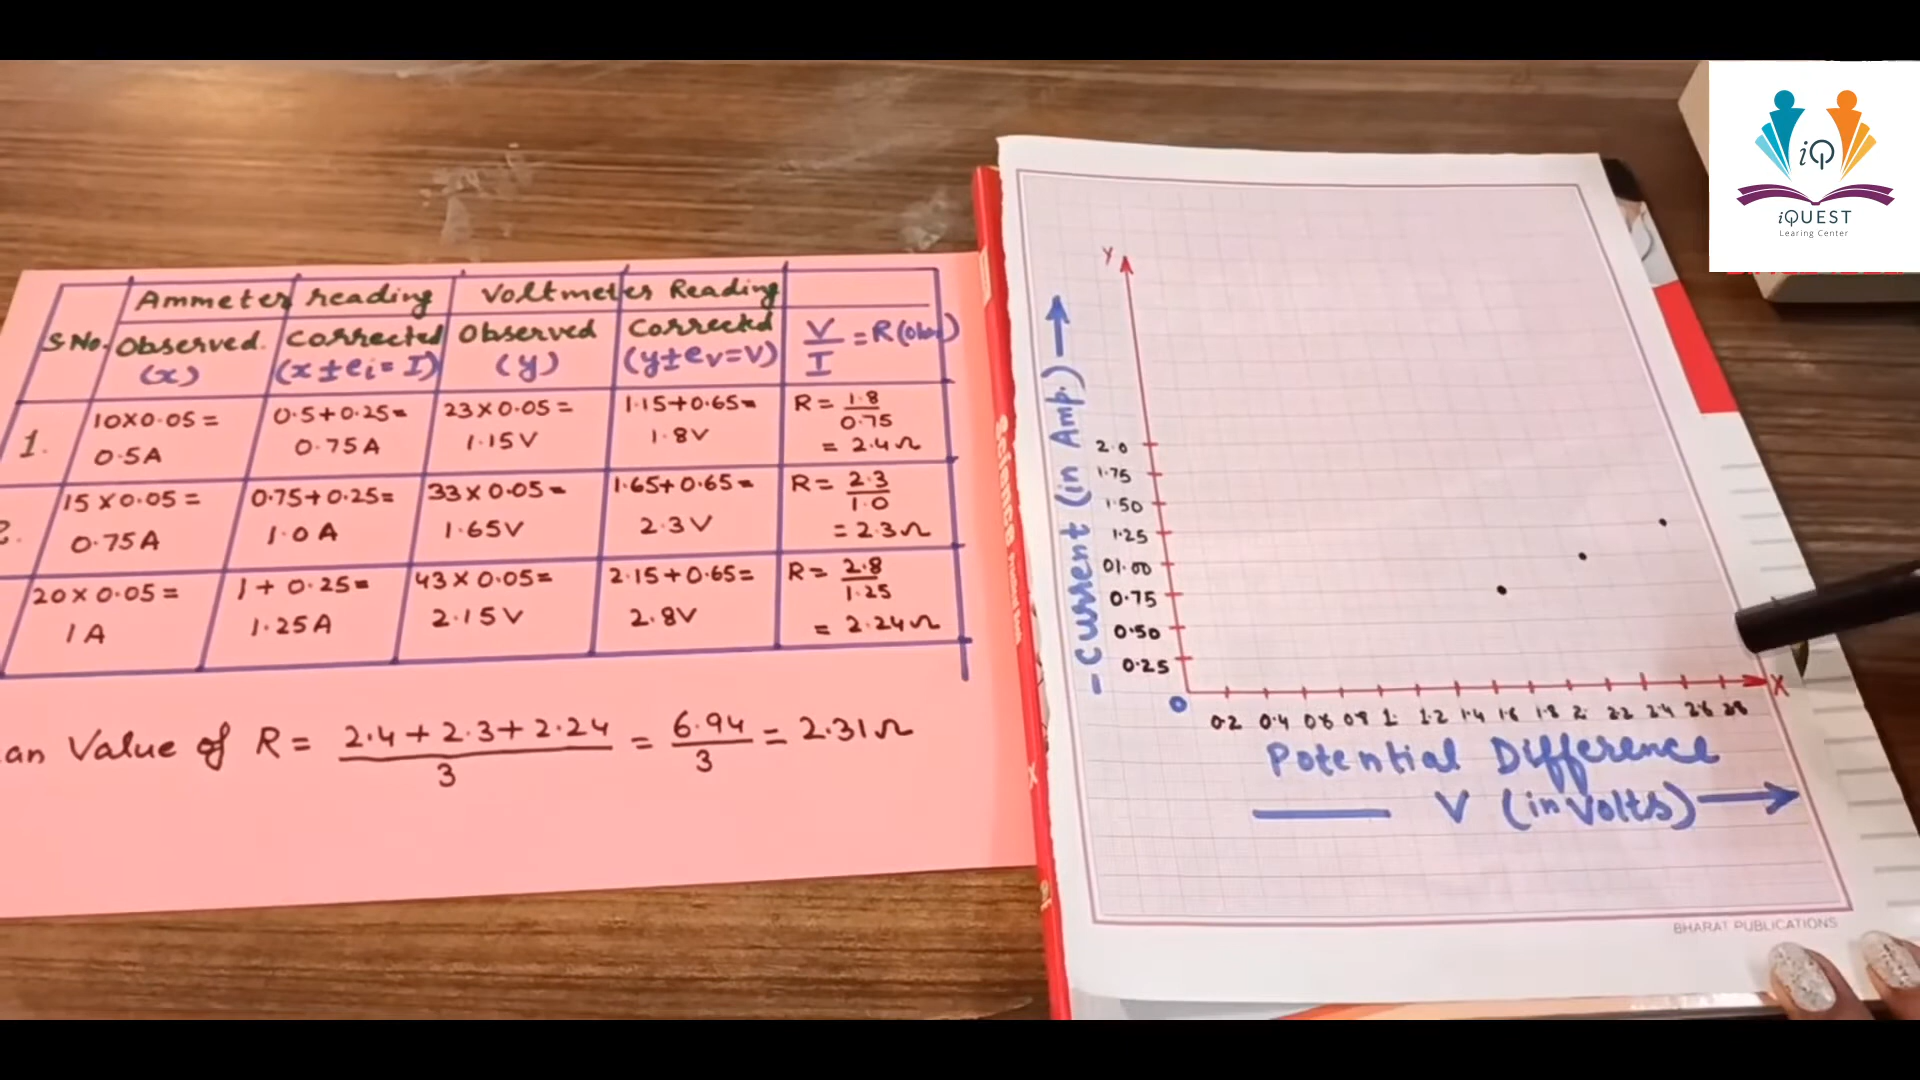 iQ
iQUEST
Learing Center
Ammeter reading
Voltmeter Reading
S No.
Observed.
(x)
Corrected
(x ± ei = I)
Observed
(y)
Corrected
(y ± ev = V)
V/I = R (obs)
1.
10×0.05 =
0.5A
0.5+0.25=
0.75A
23×0.05=
1.15V
1.15+0.65=
1.8V
R = 1.8/0.75
= 2.4Ω
2.
15×0.05=
0.75A
0.75+0.25=
1.0A
33×0.05=
1.65V
1.65+0.65=
2.3V
R = 2.3/1.0
= 2.3Ω
20×0.05=
1A
1+0.25=
1.25A
43×0.05=
2.15V
2.15+0.65=
2.8V
R = 2.8/1.25
= 2.24Ω
an Value of R = 2.4+2.3+2.24/3 = 6.94/3 = 2.31Ω
Science
X
Y
Current (in Amp.)
2.0
1.75
1.50
1.25
01.00
0.75
0.50
0.25
0
X
0.2 0.4 0.6 0.8 1. 1.2 1.4 1.6 1.8 2. 2.2 2.4 2.6 2.8
Potential Difference
V (in Volts)
BHARAT PUBLICATIONS